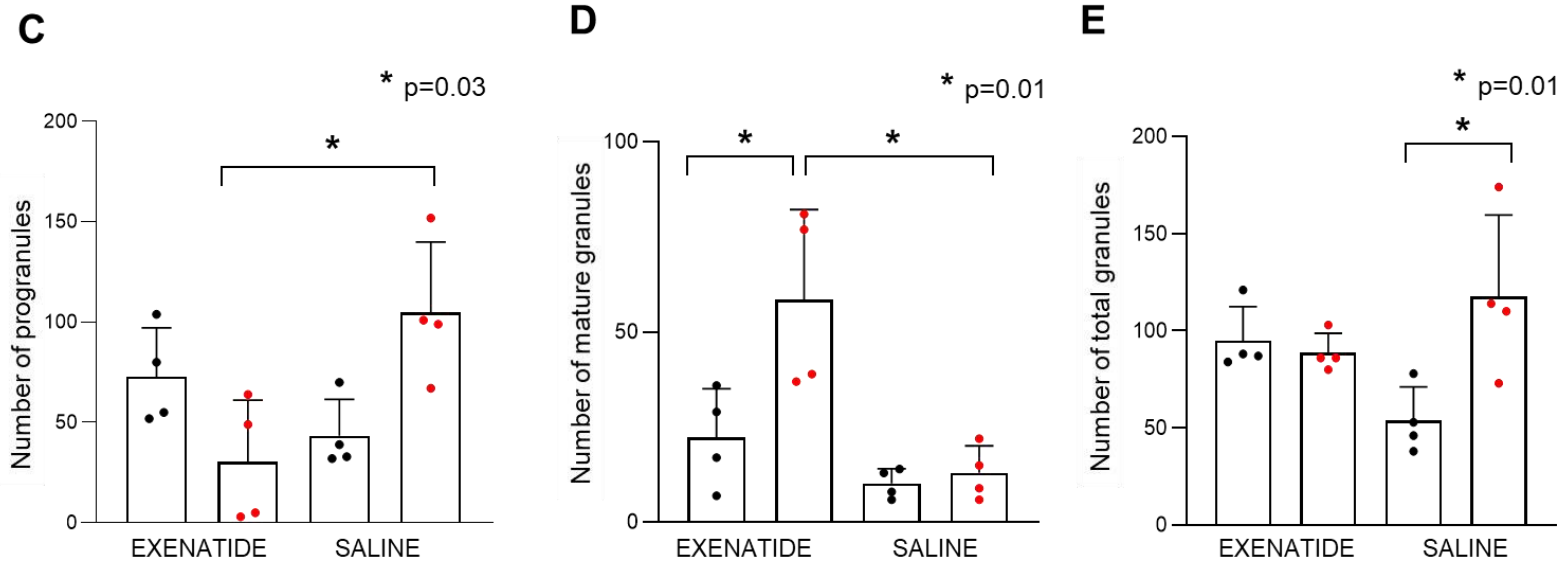 C
* p=0.03
Number of progranules
200
150
100
50
0
*
EXENATIDE SALINE
D
* p=0.01
Number of mature granules
100
50
0
* *
EXENATIDE SALINE
E
* p=0.01
Number of total granules
200
150
100
50
0
*
EXENATIDE SALINE